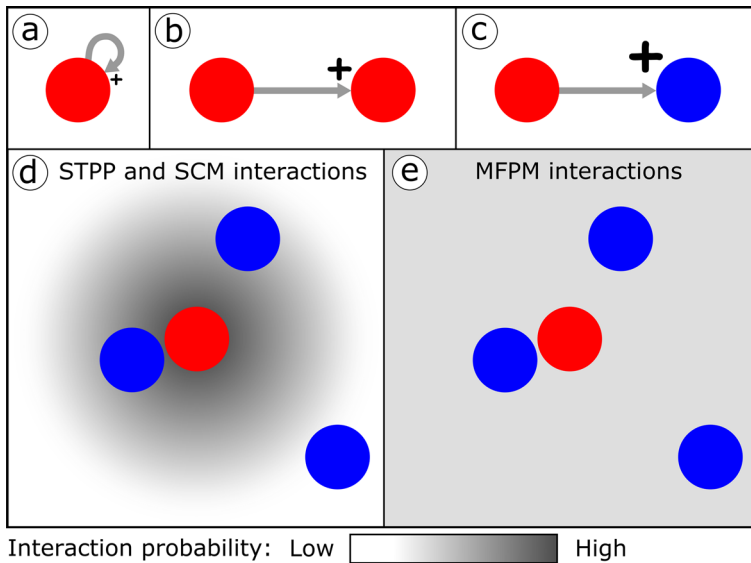 a
b
c
+
+
+
d STPP and SCM interactions
e MFPM interactions
Interaction probability: Low High